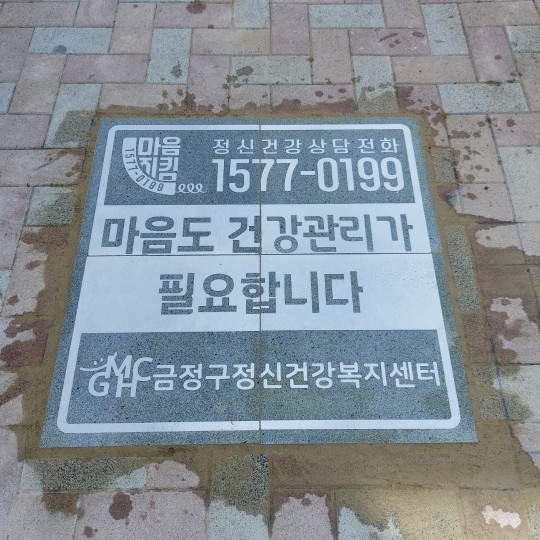 마음
지킴
1577-0199
정신건강상담전화
1577-0199
마음도 건강관리가
필요합니다
GMCH 금정구정신건강복지센터